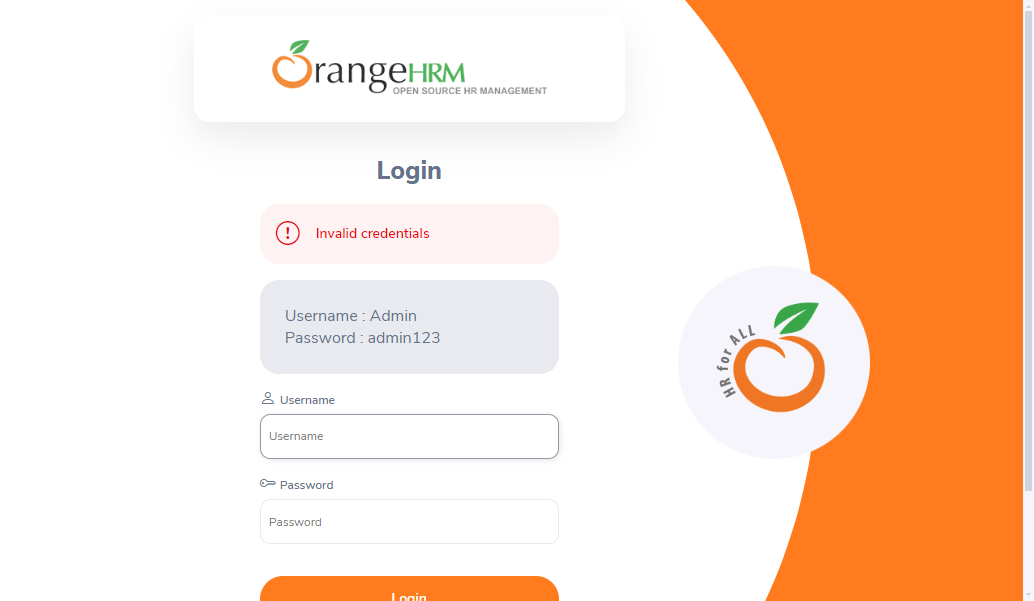 OrangeHRM
OPEN SOURCE HR MANAGEMENT
Login
Invalid credentials
Username : Admin
Password : admin123
Username
Username
Password
Password
Login
HR for ALL